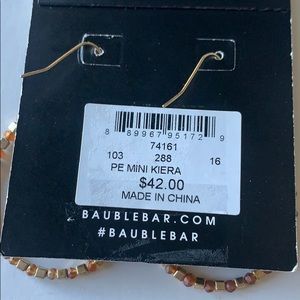 8 89967 95172 9
74161
103 288 16
PE MINI KIERA
$42.00
MADE IN CHINA
BAUBLEBAR.COM
#BAUBLEBAR